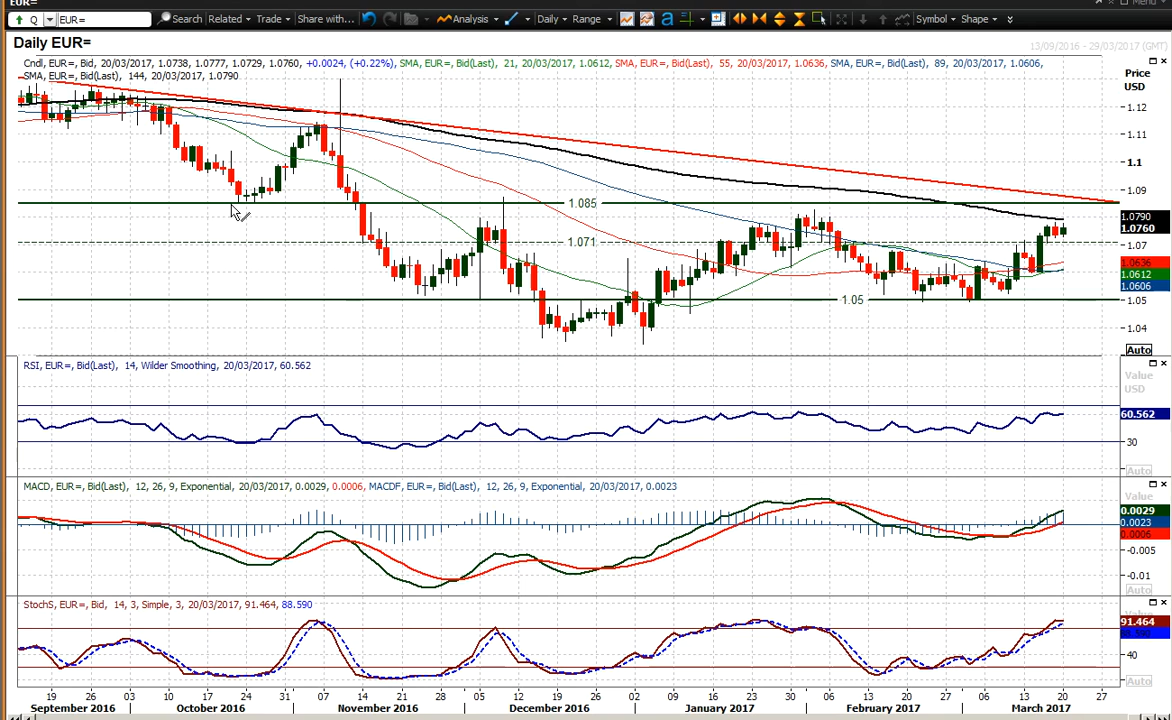 EUR=
Q EUR= Search Related Trade Share with... Analysis a Daily Range Symbol Shape
Daily EUR=
13/09/2016 - 29/03/2017 (GMT)
Cndl, EUR=, Bid, 20/03/2017, 1.0738, 1.0777, 1.0729, 1.0760, +0.0024, (+0.22%), SMA, EUR=, Bid(Last), 21, 20/03/2017, 1.0612, SMA, EUR=, Bid(Last), 55, 20/03/2017, 1.0636, SMA, EUR=, Bid(Last), 89, 20/03/2017, 1.0606,
SMA, EUR=, Bid(Last), 144, 20/03/2017, 1.0790
Price
USD
1.12
1.11
1.1
1.09
1.085
1.0790
1.0760
1.071
1.07
1.0636
1.0612
1.0606
1.05
1.05
1.04
Auto
RSI, EUR=, Bid(Last), 14, Wilder Smoothing, 20/03/2017, 60.562
Value
USD
60.562
30
Auto
MACD, EUR=, Bid(Last), 12, 26, 9, Exponential, 20/03/2017, 0.0029, 0.0006, MACDF, EUR=, Bid(Last), 12, 26, 9, Exponential, 20/03/2017, 0.0023
Value
0.0029
0.0023
0.0006
-0.005
-0.01
Auto
StochS, EUR=, Bid, 14, 3, Simple, 3, 20/03/2017, 91.464, 88.590
91.464
88.590
40
Auto
19 26 03 10 17 24 31 07 14 21 28 05 12 19 26 02 09 16 23 30 06 13 20 27 06 13 20 27
September 2016 October 2016 November 2016 December 2016 January 2017 February 2017 March 2017